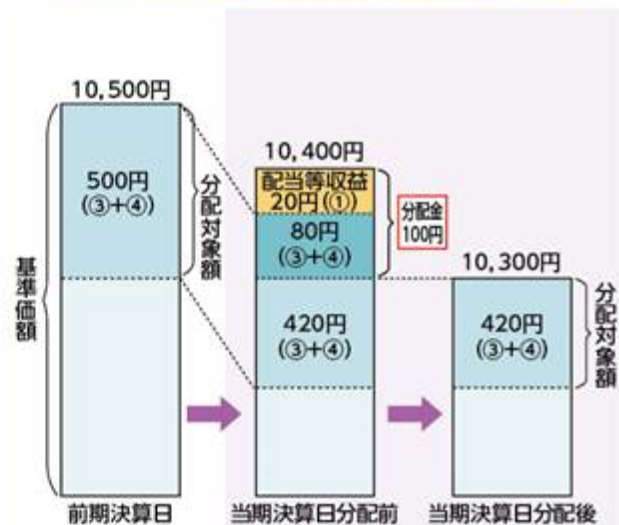 10,500円
500円
(③+④)
分配対象額
基準価額
前期決算日
10,400円
配当等収益
20円(①)
80円
(③+④)
分配金
100円
420円
(③+④)
当期決算日分配前
10,300円
420円
(③+④)
分配対象額
当期決算日分配後